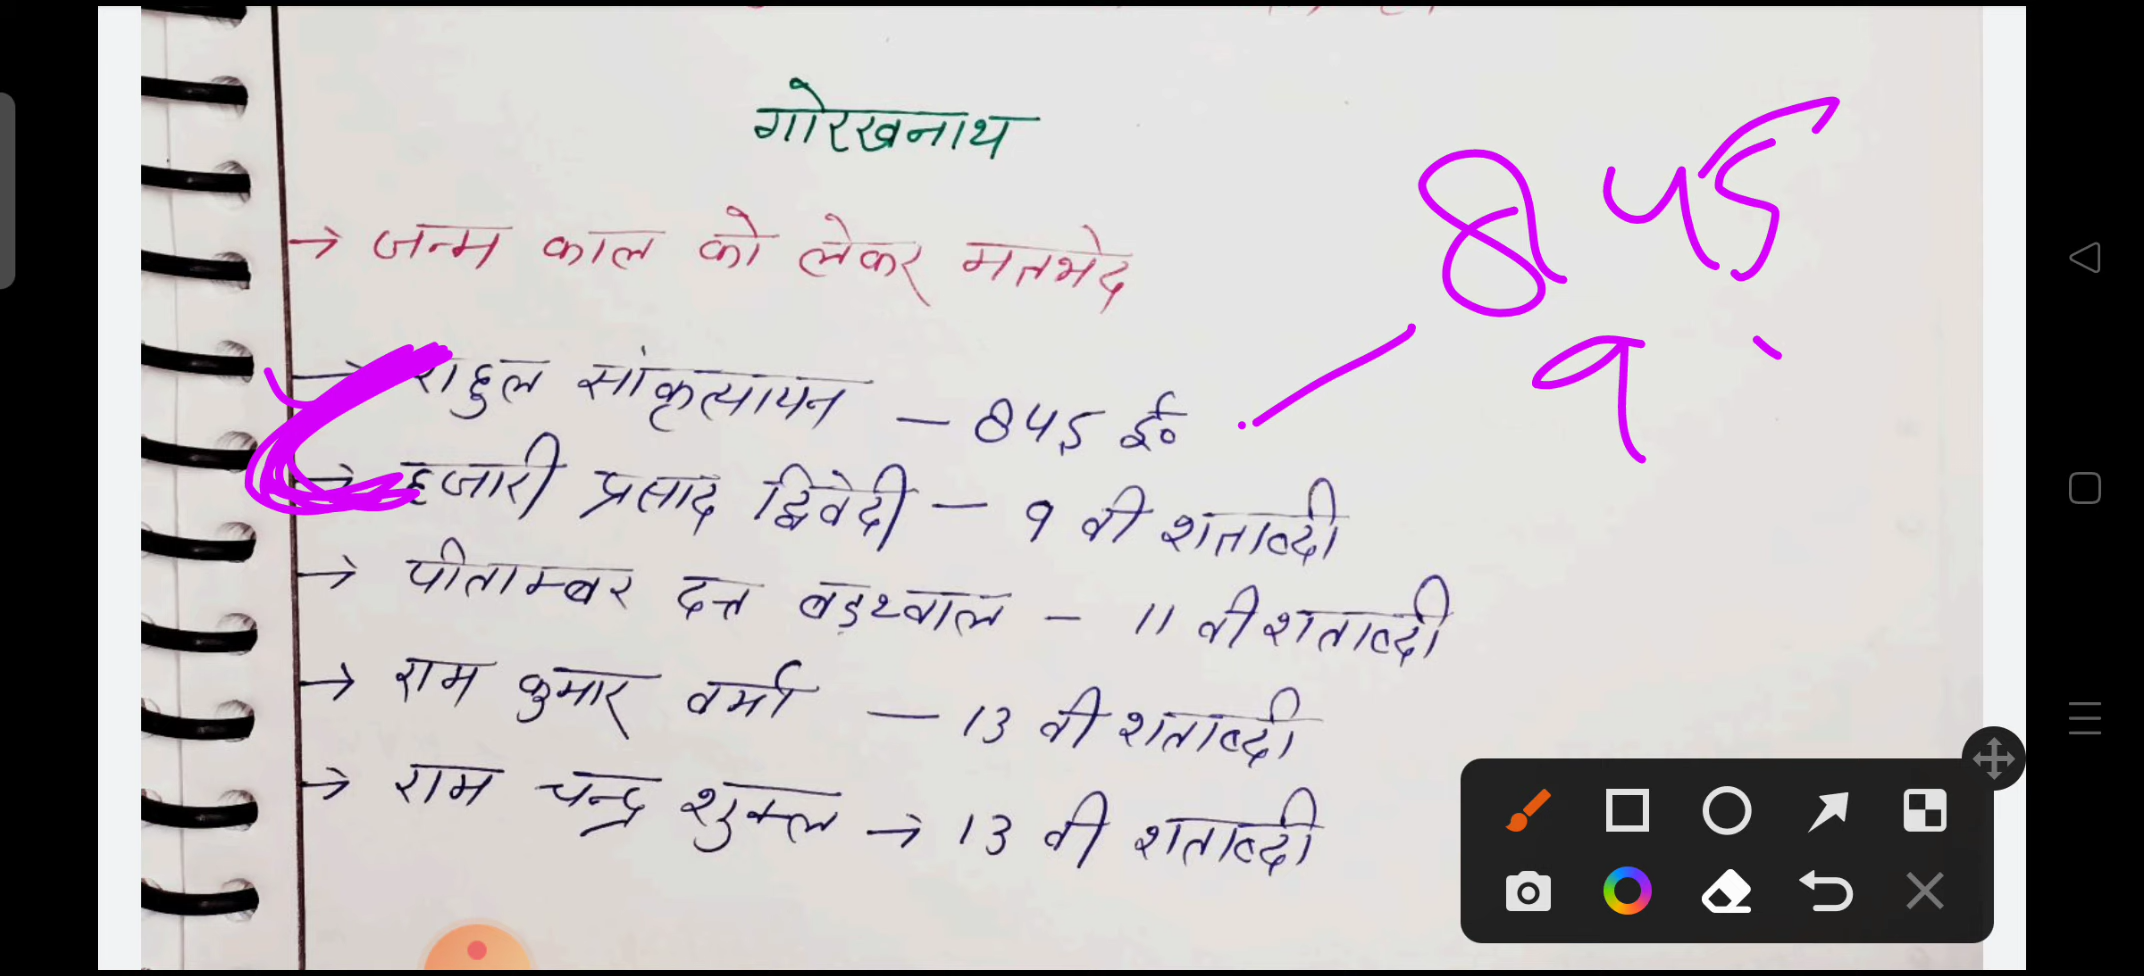 गोरखनाथ
→ जन्म काल को लेकर मतभेद
→ राहुल सांकृत्यायन – 845 ई०
→ हजारी प्रसाद द्विवेदी – 9 वी शताब्दी
→ पीताम्बर दत्त बड़थ्वाल – 11 वी शताब्दी
→ राम कुमार वर्मा – 13 वी शताब्दी
→ राम चन्द्र शुक्ल → 13 वी शताब्दी
845
9